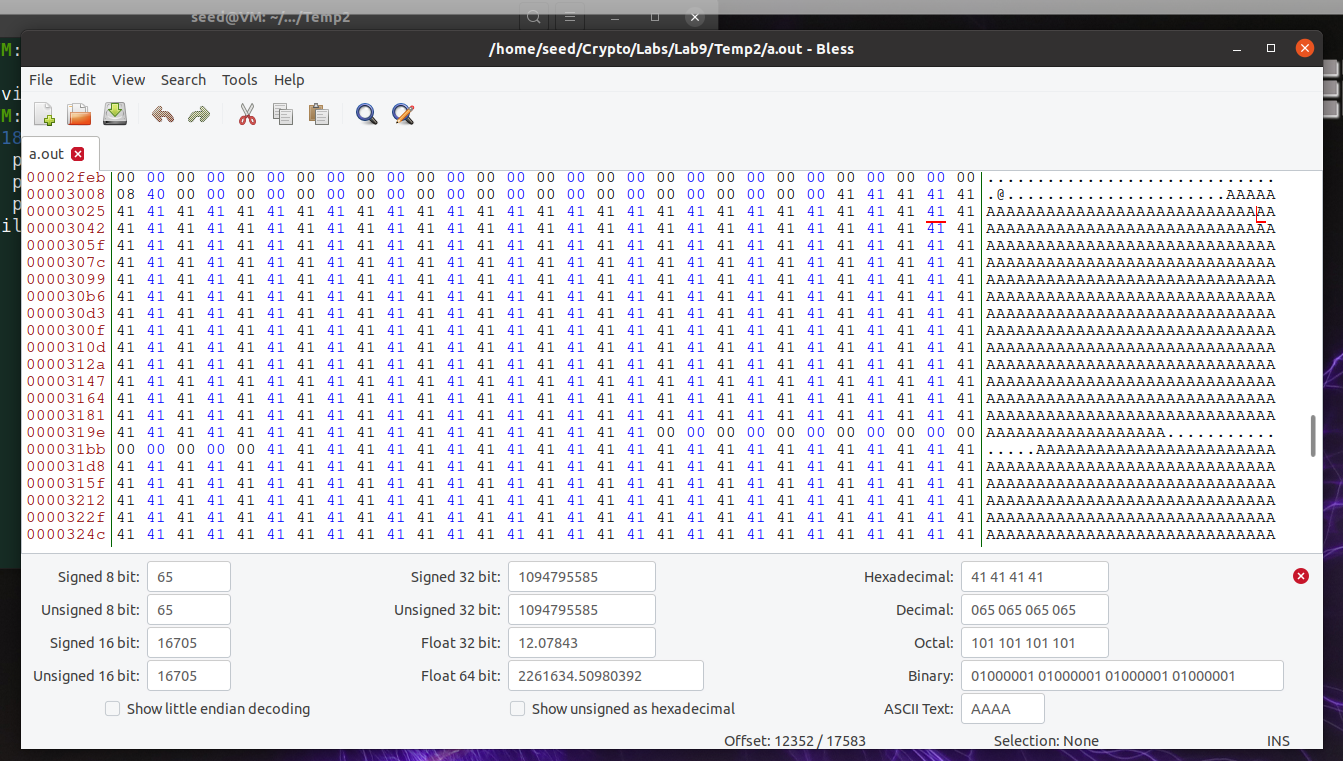 seed@VM: ~/.../Temp2
/home/seed/Crypto/Labs/Lab9/Temp2/a.out - Bless
M:
vi
M:
18
p
p
p
il
File Edit View Search Tools Help
a.out
00002feb 00 00 00 00 00 00 00 00 00 00 00 00 00 00 00 00 00 00 00 00 00 00 00 00 00 00 00 00 00 .............................
00003008 08 40 00 00 00 00 00 00 00 00 00 00 00 00 00 00 00 00 00 00 00 00 00 00 41 41 41 41 41 .@......................AAAAA
00003025 41 41 41 41 41 41 41 41 41 41 41 41 41 41 41 41 41 41 41 41 41 41 41 41 41 41 41 41 41 AAAAAAAAAAAAAAAAAAAAAAAAAAAAA
00003042 41 41 41 41 41 41 41 41 41 41 41 41 41 41 41 41 41 41 41 41 41 41 41 41 41 41 41 41 41 AAAAAAAAAAAAAAAAAAAAAAAAAAAAA
0000305f 41 41 41 41 41 41 41 41 41 41 41 41 41 41 41 41 41 41 41 41 41 41 41 41 41 41 41 41 41 AAAAAAAAAAAAAAAAAAAAAAAAAAAAA
0000307c 41 41 41 41 41 41 41 41 41 41 41 41 41 41 41 41 41 41 41 41 41 41 41 41 41 41 41 41 41 AAAAAAAAAAAAAAAAAAAAAAAAAAAAA
00003099 41 41 41 41 41 41 41 41 41 41 41 41 41 41 41 41 41 41 41 41 41 41 41 41 41 41 41 41 41 AAAAAAAAAAAAAAAAAAAAAAAAAAAAA
000030b6 41 41 41 41 41 41 41 41 41 41 41 41 41 41 41 41 41 41 41 41 41 41 41 41 41 41 41 41 41 AAAAAAAAAAAAAAAAAAAAAAAAAAAAA
000030d3 41 41 41 41 41 41 41 41 41 41 41 41 41 41 41 41 41 41 41 41 41 41 41 41 41 41 41 41 41 AAAAAAAAAAAAAAAAAAAAAAAAAAAAA
0000300f 41 41 41 41 41 41 41 41 41 41 41 41 41 41 41 41 41 41 41 41 41 41 41 41 41 41 41 41 41 AAAAAAAAAAAAAAAAAAAAAAAAAAAAA
0000310d 41 41 41 41 41 41 41 41 41 41 41 41 41 41 41 41 41 41 41 41 41 41 41 41 41 41 41 41 41 AAAAAAAAAAAAAAAAAAAAAAAAAAAAA
0000312a 41 41 41 41 41 41 41 41 41 41 41 41 41 41 41 41 41 41 41 41 41 41 41 41 41 41 41 41 41 AAAAAAAAAAAAAAAAAAAAAAAAAAAAA
00003147 41 41 41 41 41 41 41 41 41 41 41 41 41 41 41 41 41 41 41 41 41 41 41 41 41 41 41 41 41 AAAAAAAAAAAAAAAAAAAAAAAAAAAAA
00003164 41 41 41 41 41 41 41 41 41 41 41 41 41 41 41 41 41 41 41 41 41 41 41 41 41 41 41 41 41 AAAAAAAAAAAAAAAAAAAAAAAAAAAAA
00003181 41 41 41 41 41 41 41 41 41 41 41 41 41 41 41 41 41 41 41 41 41 41 41 41 41 41 41 41 41 AAAAAAAAAAAAAAAAAAAAAAAAAAAAA
0000319e 41 41 41 41 41 41 41 41 41 41 41 41 41 41 41 41 41 41 00 00 00 00 00 00 00 00 00 00 00 AAAAAAAAAAAAAAAAAA...........
000031bb 00 00 00 00 00 41 41 41 41 41 41 41 41 41 41 41 41 41 41 41 41 41 41 41 41 41 41 41 41 .....AAAAAAAAAAAAAAAAAAAAAAAA
000031d8 41 41 41 41 41 41 41 41 41 41 41 41 41 41 41 41 41 41 41 41 41 41 41 41 41 41 41 41 41 AAAAAAAAAAAAAAAAAAAAAAAAAAAAA
0000315f 41 41 41 41 41 41 41 41 41 41 41 41 41 41 41 41 41 41 41 41 41 41 41 41 41 41 41 41 41 AAAAAAAAAAAAAAAAAAAAAAAAAAAAA
00003212 41 41 41 41 41 41 41 41 41 41 41 41 41 41 41 41 41 41 41 41 41 41 41 41 41 41 41 41 41 AAAAAAAAAAAAAAAAAAAAAAAAAAAAA
0000322f 41 41 41 41 41 41 41 41 41 41 41 41 41 41 41 41 41 41 41 41 41 41 41 41 41 41 41 41 41 AAAAAAAAAAAAAAAAAAAAAAAAAAAAA
0000324c 41 41 41 41 41 41 41 41 41 41 41 41 41 41 41 41 41 41 41 41 41 41 41 41 41 41 41 41 41 AAAAAAAAAAAAAAAAAAAAAAAAAAAAA
Signed 8 bit: 65 Signed 32 bit: 1094795585 Hexadecimal: 41 41 41 41
Unsigned 8 bit: 65 Unsigned 32 bit: 1094795585 Decimal: 065 065 065 065
Signed 16 bit: 16705 Float 32 bit: 12.07843 Octal: 101 101 101 101
Unsigned 16 bit: 16705 Float 64 bit: 2261634.50980392 Binary: 01000001 01000001 01000001 01000001
Show little endian decoding Show unsigned as hexadecimal ASCII Text: AAAA
Offset: 12352 / 17583 Selection: None INS